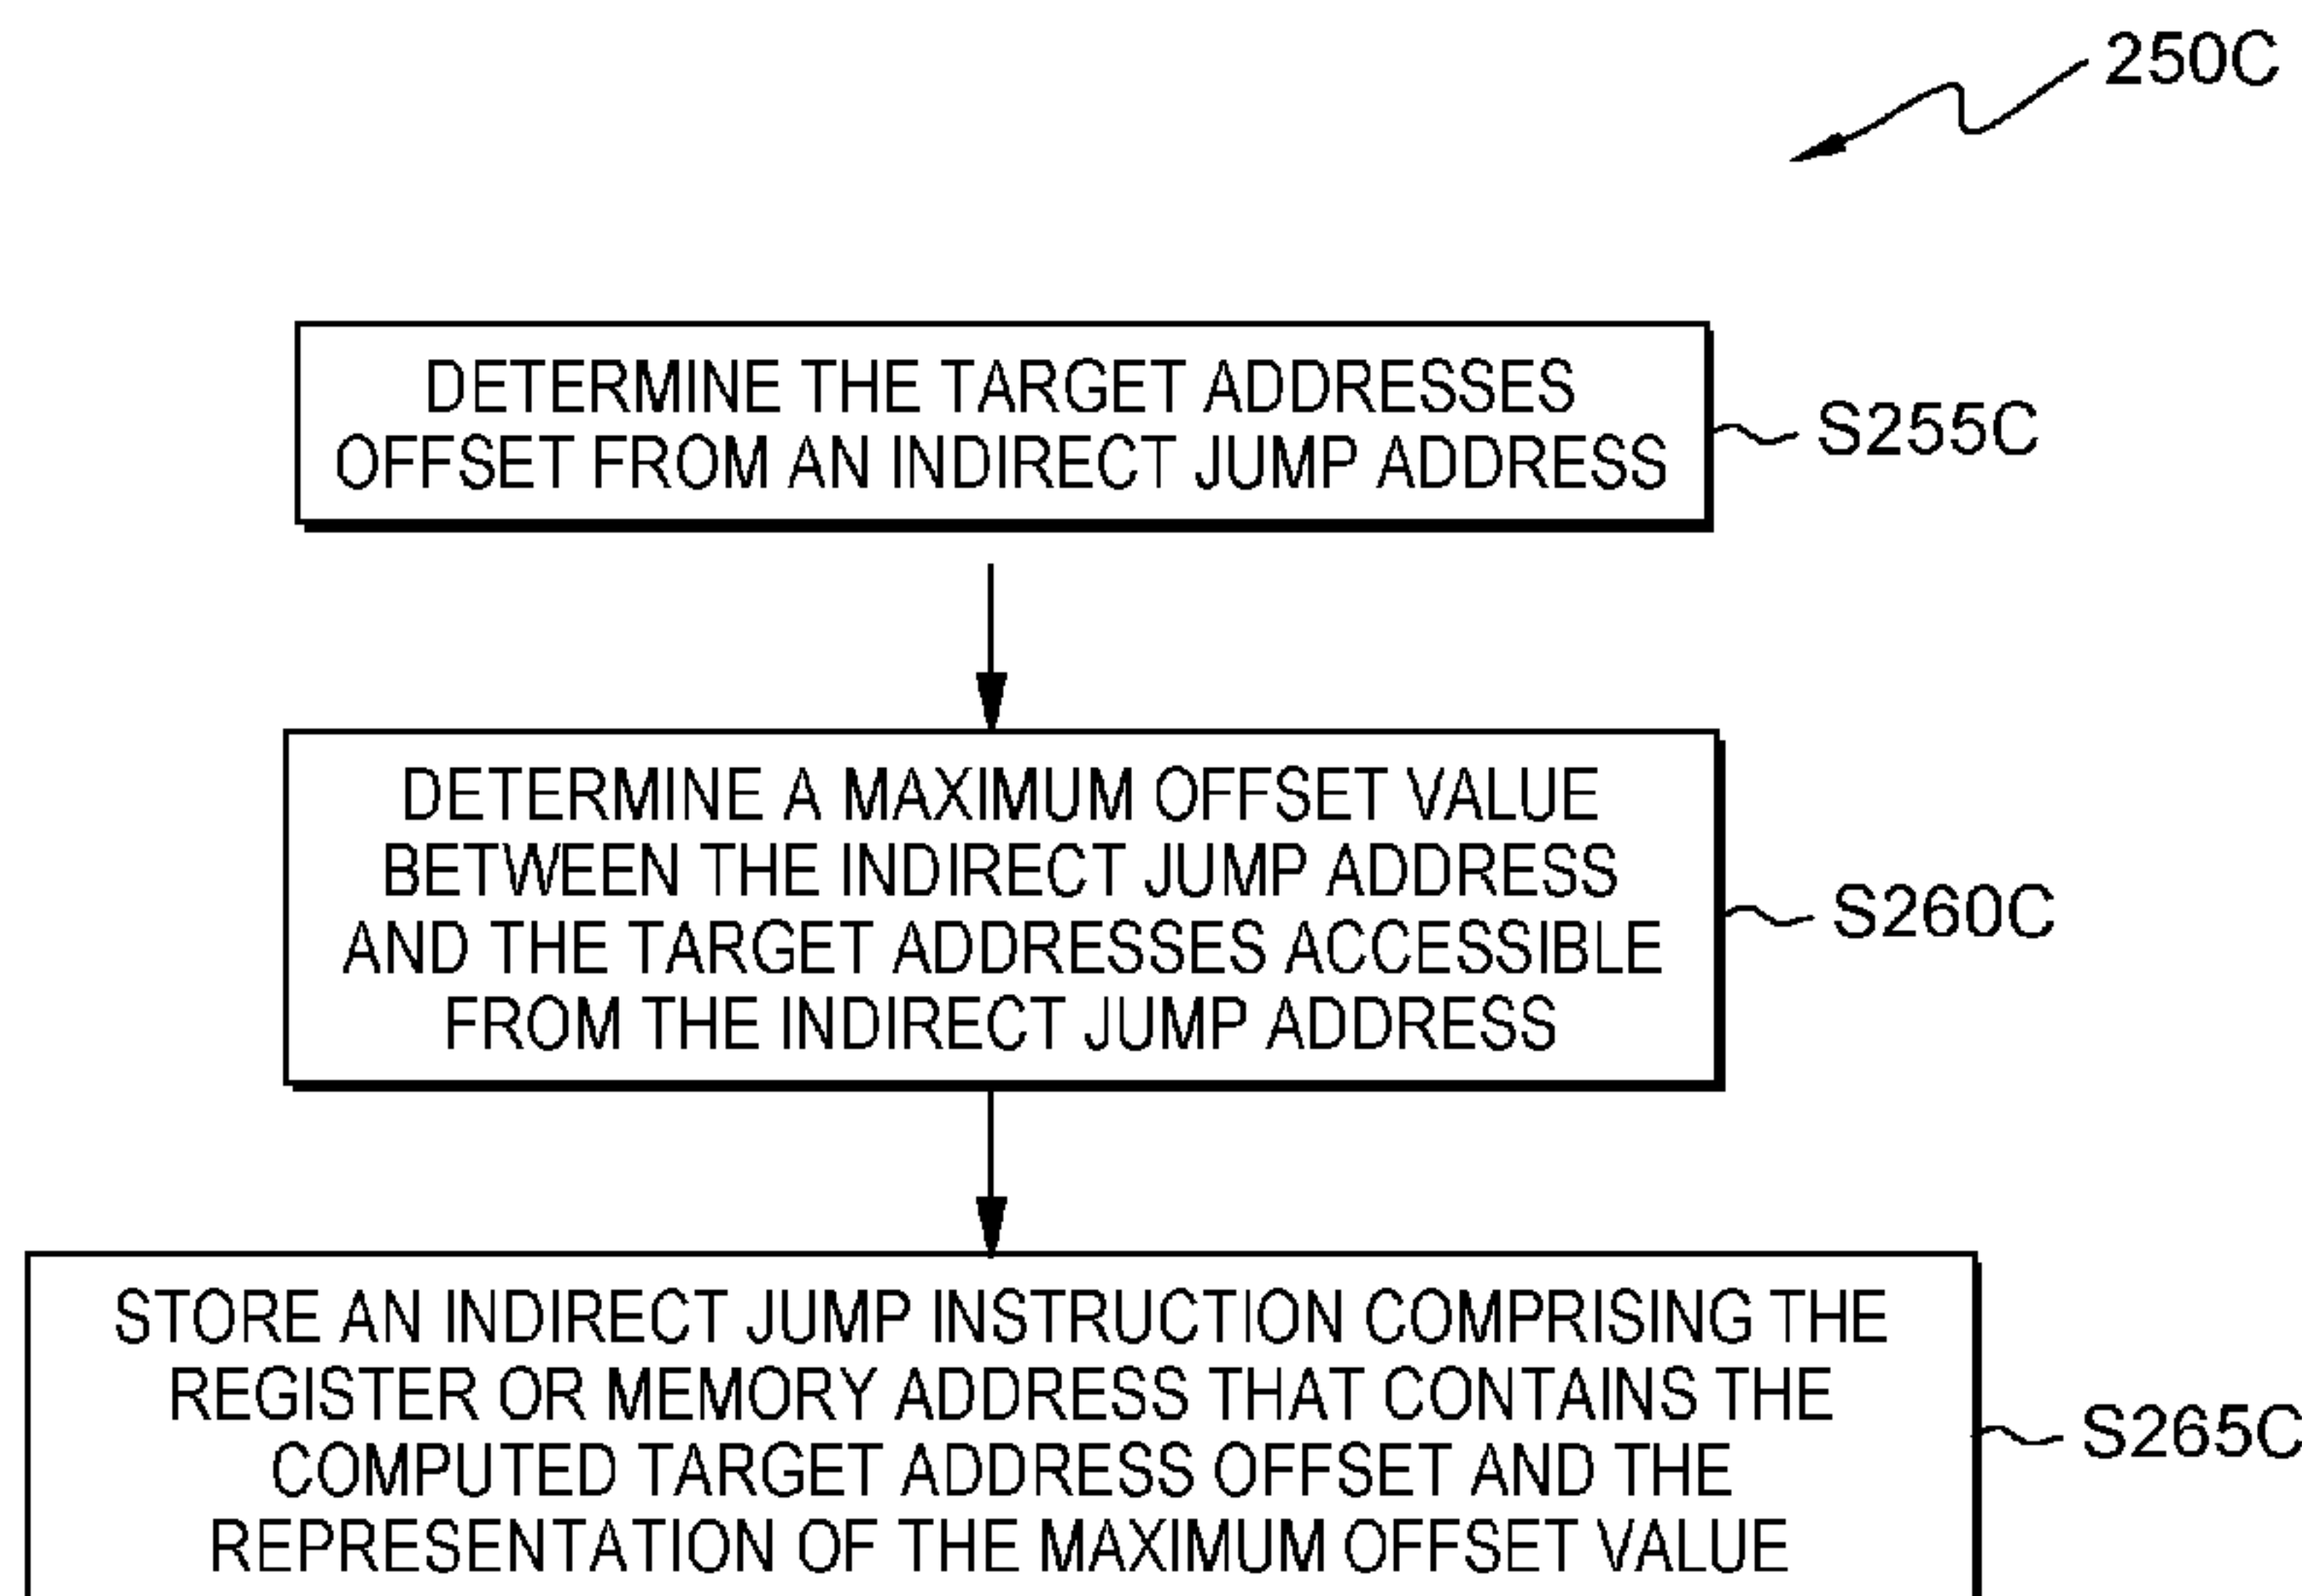 250C
DETERMINE THE TARGET ADDRESSES
OFFSET FROM AN INDIRECT JUMP ADDRESS
S255C
DETERMINE A MAXIMUM OFFSET VALUE
BETWEEN THE INDIRECT JUMP ADDRESS
AND THE TARGET ADDRESSES ACCESSIBLE
FROM THE INDIRECT JUMP ADDRESS
S260C
STORE AN INDIRECT JUMP INSTRUCTION COMPRISING THE
REGISTER OR MEMORY ADDRESS THAT CONTAINS THE
COMPUTED TARGET ADDRESS OFFSET AND THE
REPRESENTATION OF THE MAXIMUM OFFSET VALUE
S265C